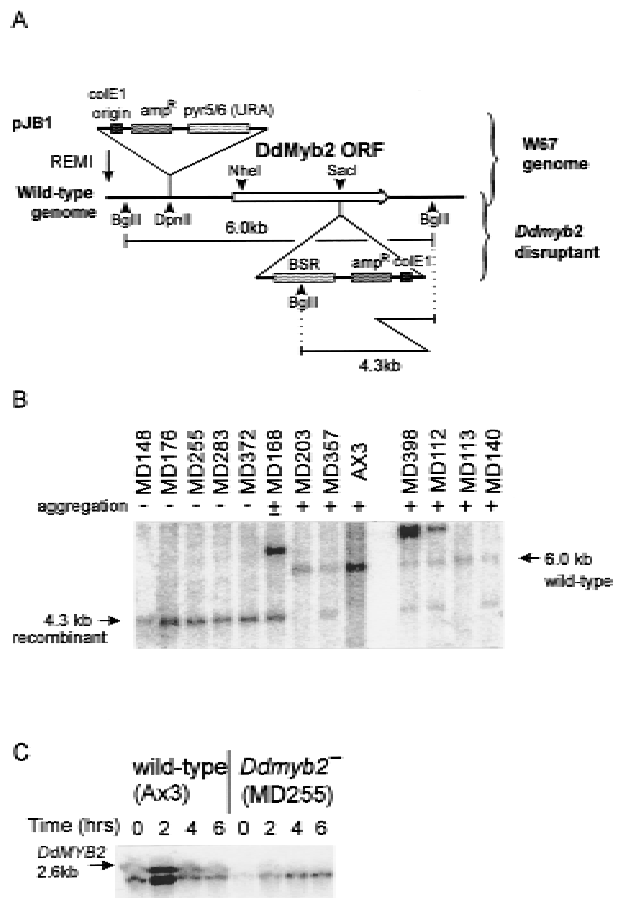 A
colE1
origin
ampR
pyr5/6 (URA)
pJB1
REMI
DdMyb2 ORF
NheI
SacI
W67
genome
Wild-type
genome
BglII
DpnII
BglII
6.0kb
Ddmyb2
disruptant
BSR
ampR
colE1
BglII
4.3kb
B
MD148
MD176
MD255
MD283
MD372
MD168
MD203
MD357
AX3
MD398
MD112
MD113
MD140
aggregation - - - - - ± + + + + + + +
6.0 kb
wild-type
4.3 kb
recombinant
C
wild-type
(Ax3)
Ddmyb2–
(MD255)
Time (hrs) 0 2 4 6 0 2 4 6
DdMYB2
2.6kb